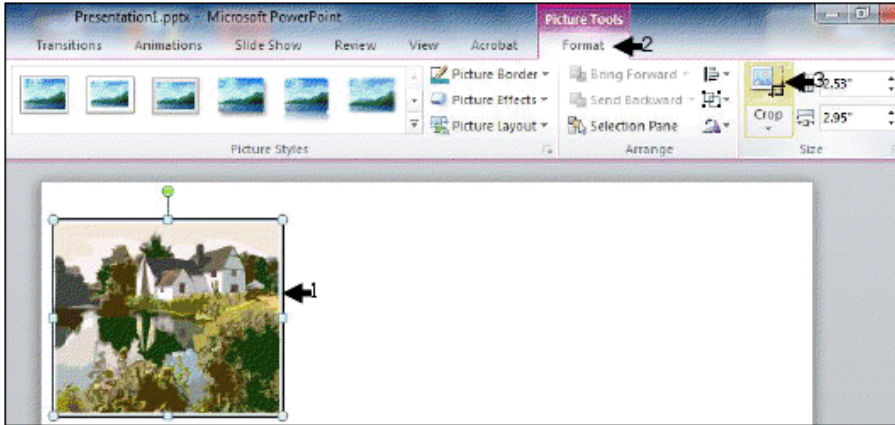 Presentation1.pptx - Microsoft PowerPoint
Picture Tools
Transitions Animations Slide Show Review View Acrobat Format 2
Picture Border Bring Forward 3 2.53"
Picture Effects Send Backward
Picture Layout Selection Pane Crop 2.95"
Picture Styles Arrange Size
1